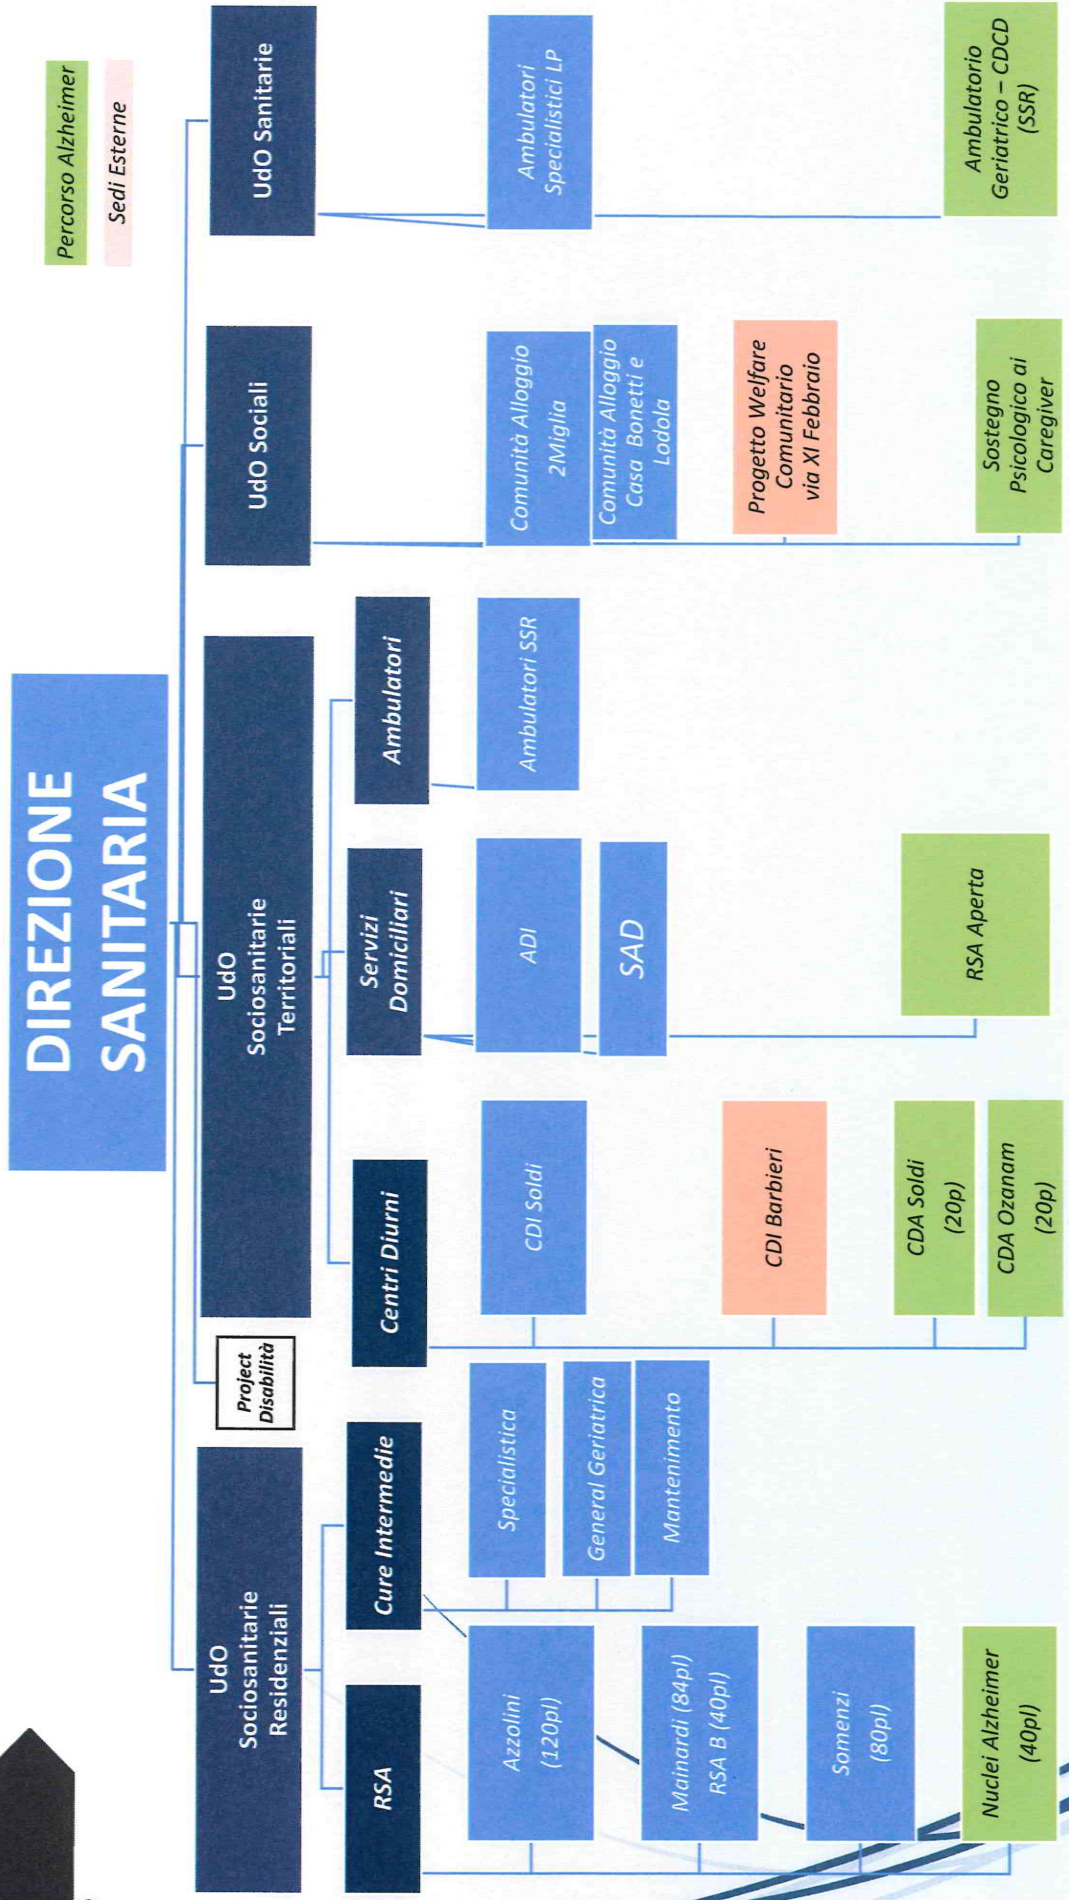 DIREZIONE
SANITARIA
Percorso Alzheimer
Sedi Esterne
UdO
Sociosanitarie
Residenziali
Project
Disabilità
UdO
Sociosanitarie
Territoriali
UdO Sociali
UdO Sanitarie
RSA
Cure Intermedie
Centri Diurni
Servizi
Domiciliari
Ambulatori
Azzolini
(120pl)
Mainardi (84pl)
RSA B (40pl)
Somenzi
(80pl)
Nuclei Alzheimer
(40pl)
Specialistica
General Geriatrica
Mantenimento
CDI Soldi
CDI Barbieri
CDA Soldi
(20p)
CDA Ozanam
(20p)
ADI
SAD
RSA Aperta
Ambulatori SSR
Comunità Alloggio
2Miglia
Comunità Alloggio
Casa Bonetti e
Lodola
Progetto Welfare
Comunitario
via XI Febbraio
Sostegno
Psicologico ai
Caregiver
Ambulatori
Specialistici LP
Ambulatorio
Geriatrico – CDCD
(SSR)